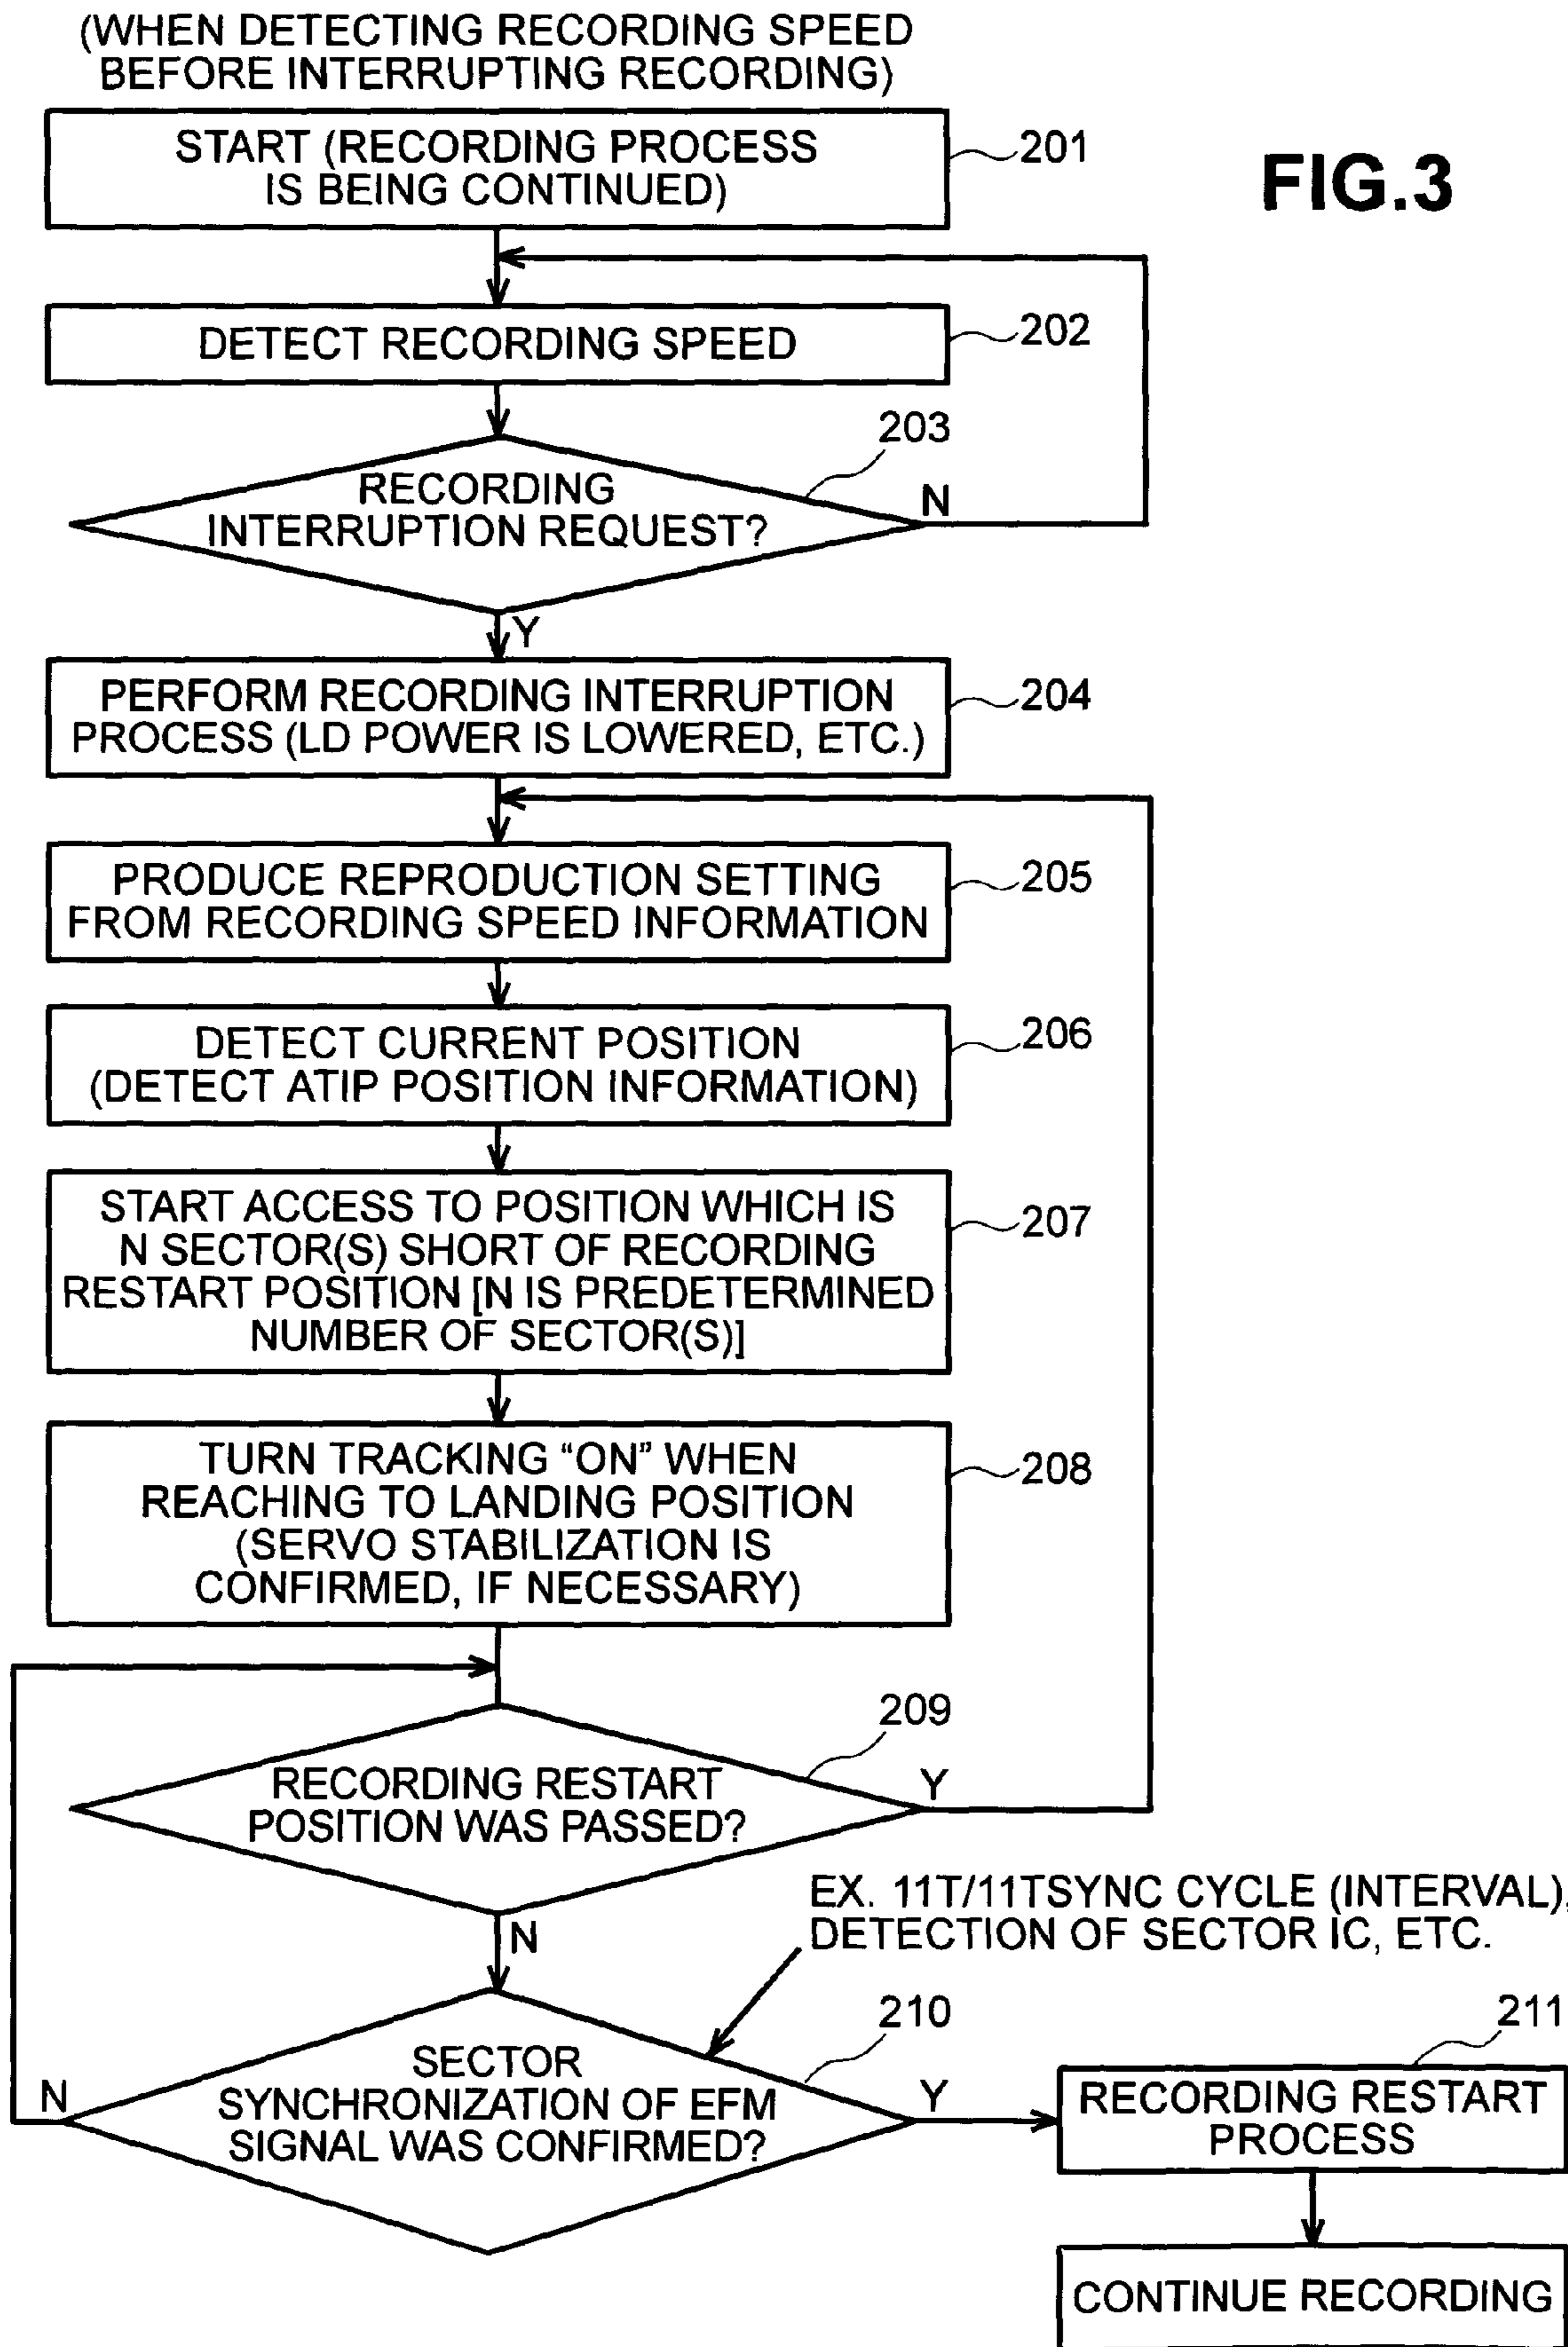 (WHEN DETECTING RECORDING SPEED
BEFORE INTERRUPTING RECORDING)
START (RECORDING PROCESS
IS BEING CONTINUED)
201
FIG.3
DETECT RECORDING SPEED
202
203
RECORDING
INTERRUPTION REQUEST?
N
Y
PERFORM RECORDING INTERRUPTION
PROCESS (LD POWER IS LOWERED, ETC.)
204
PRODUCE REPRODUCTION SETTING
FROM RECORDING SPEED INFORMATION
205
DETECT CURRENT POSITION
(DETECT ATIP POSITION INFORMATION)
206
START ACCESS TO POSITION WHICH IS
N SECTOR(S) SHORT OF RECORDING
RESTART POSITION [N IS PREDETERMINED
NUMBER OF SECTOR(S)]
207
TURN TRACKING “ON” WHEN
REACHING TO LANDING POSITION
(SERVO STABILIZATION IS
CONFIRMED, IF NECESSARY)
208
209
RECORDING RESTART
POSITION WAS PASSED?
Y
N
EX. 11T/11TSYNC CYCLE (INTERVAL),
DETECTION OF SECTOR IC, ETC.
210
SECTOR
SYNCHRONIZATION OF EFM
SIGNAL WAS CONFIRMED?
N
Y
211
RECORDING RESTART
PROCESS
CONTINUE RECORDING